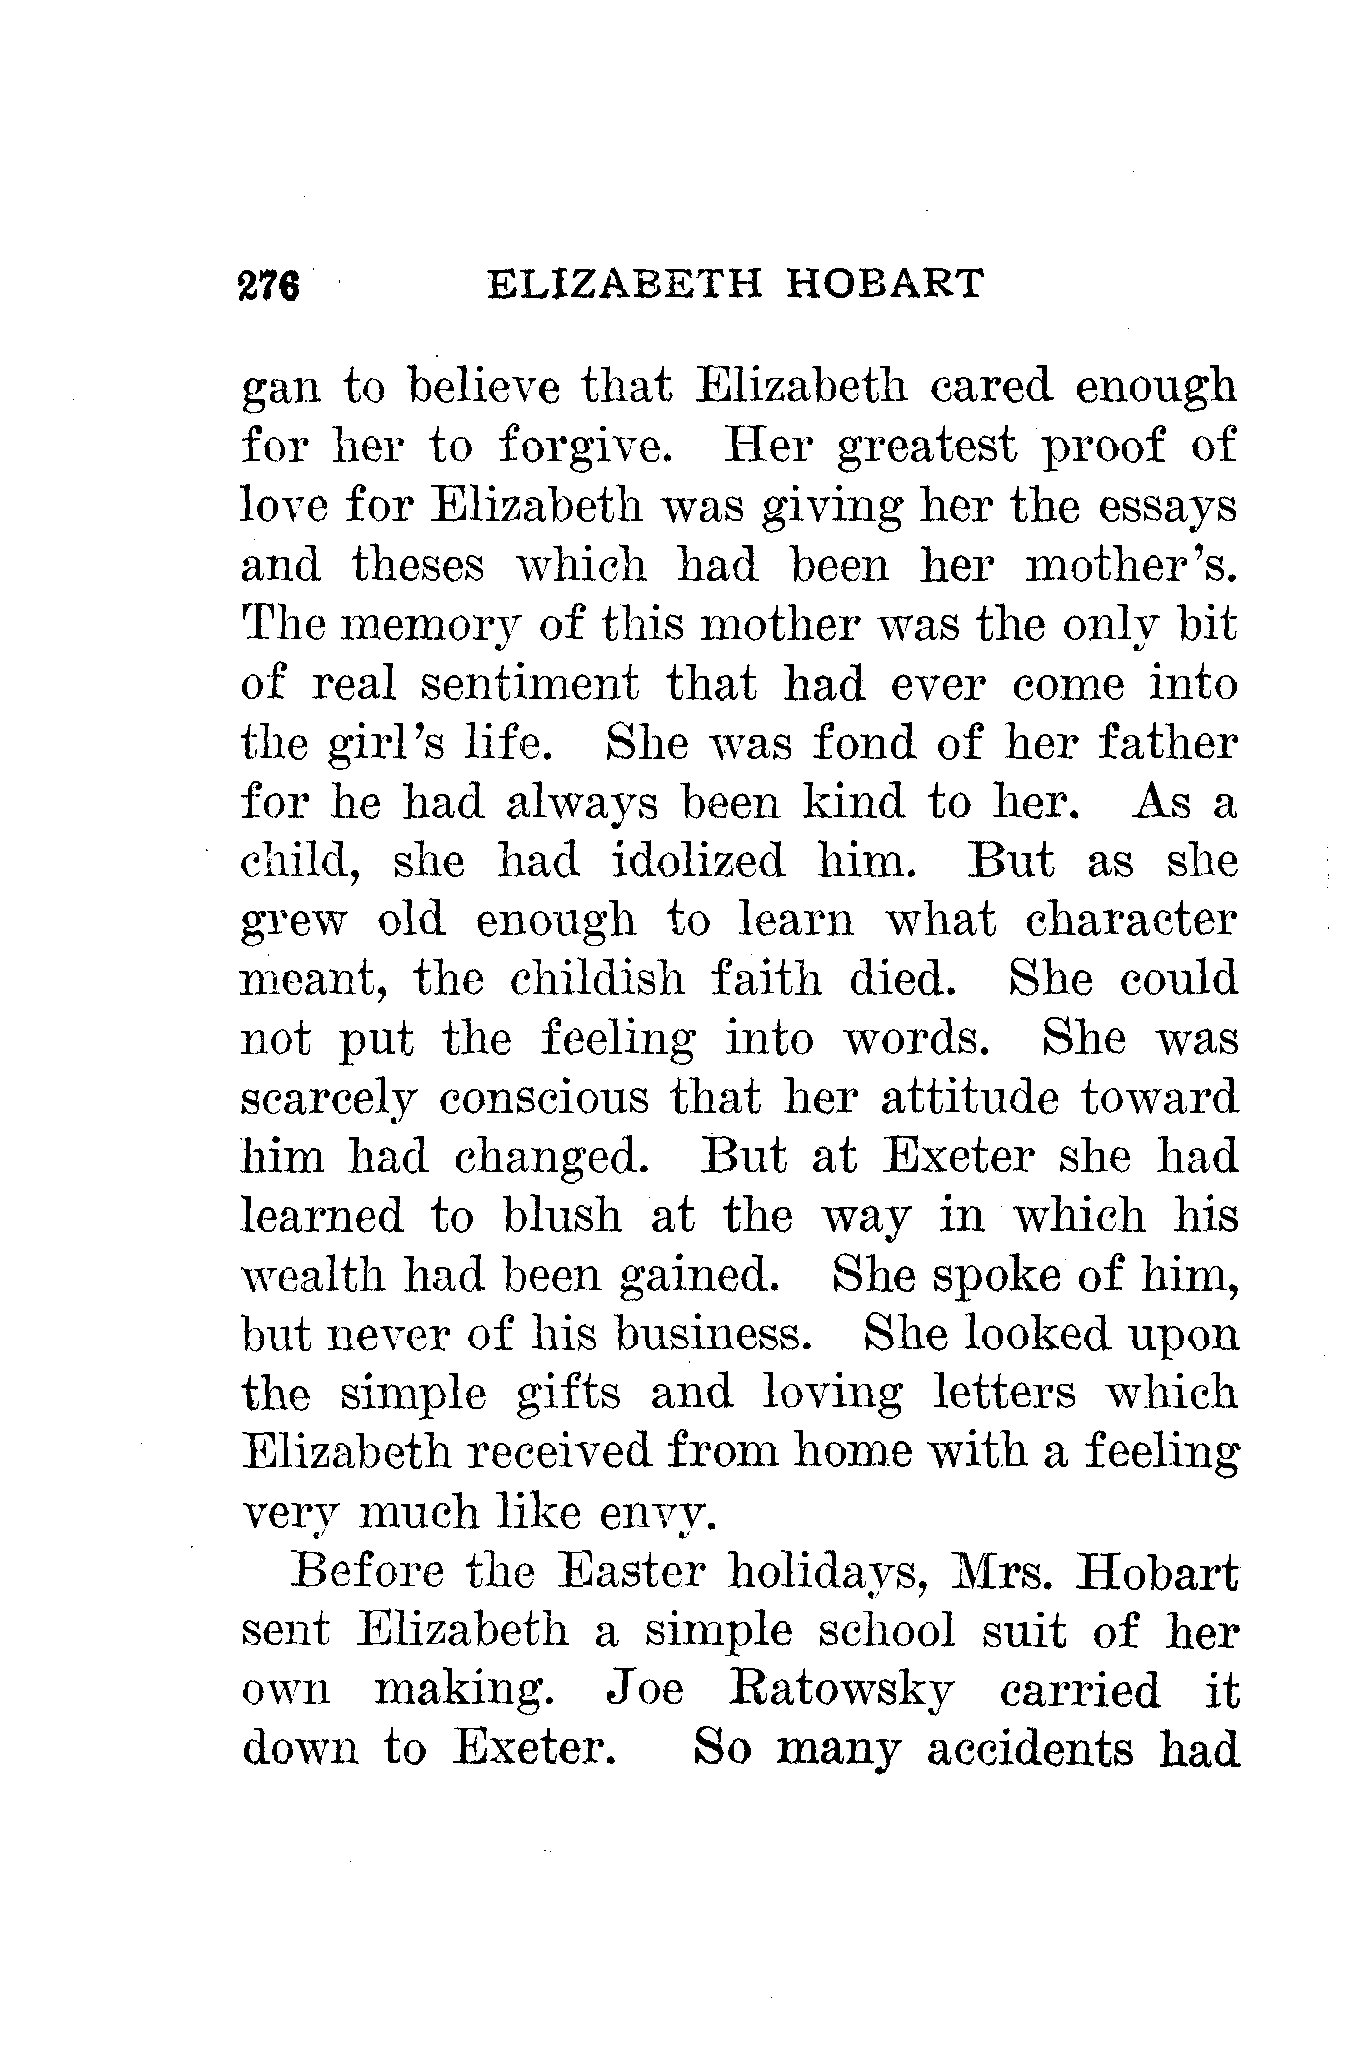 276 ELIZABETH HOBART
gan to believe that Elizabeth cared enough
for her to forgive. Her greatest proof of
love for Elizabeth was giving her the essays
and theses which had been her mother's.
The memory of this mother was the only bit
of real sentiment that had ever come into
the girl's life. She was fond of her father
for he had always been kind to her. As a
child, she had idolized him. But as she
grew old enough to learn what character
meant, the childish faith died. She could
not put the feeling into words. She was
scarcely conscious that her attitude toward
him had changed. But at Exeter she had
learned to blush at the way in which his
wealth had been gained. She spoke of him,
but never of his business. She looked upon
the simple gifts and loving letters which
Elizabeth received from home with a feeling
very much like envy.
Before the Easter holidays, Mrs. Hobart
sent Elizabeth a simple school suit of her
own making. Joe Ratowsky carried it
down to Exeter. So many accidents had